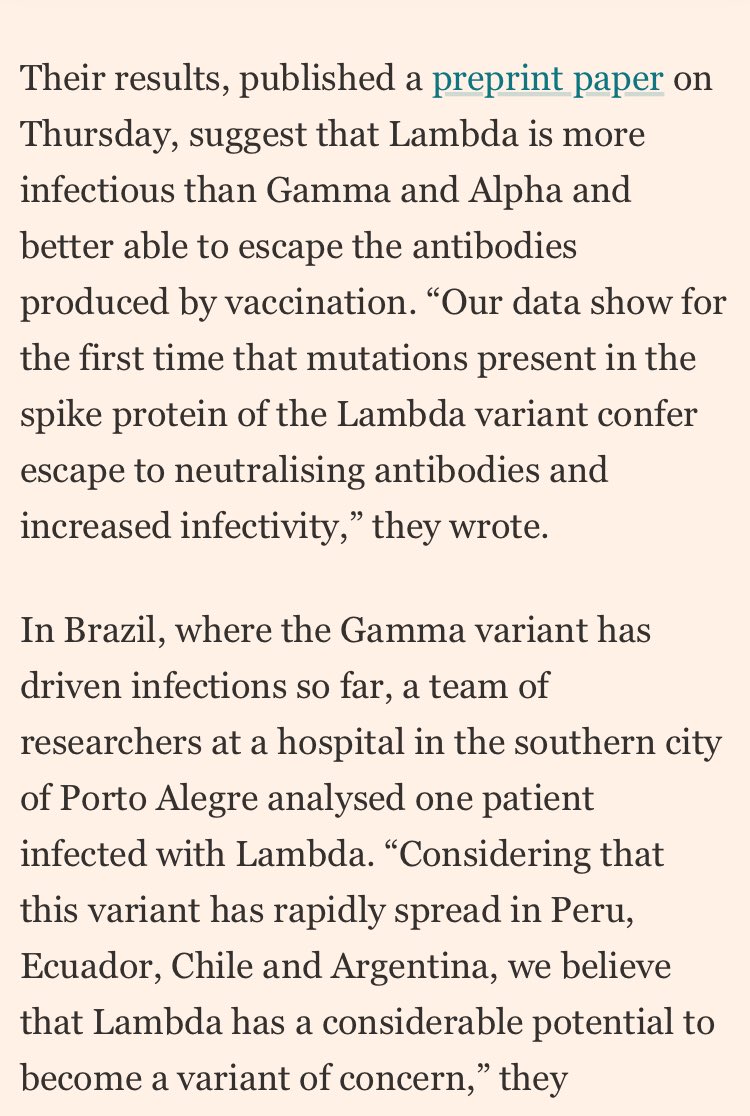 Their results, published a preprint paper on
Thursday, suggest that Lambda is more
infectious than Gamma and Alpha and
better able to escape the antibodies
produced by vaccination. “Our data show for
the first time that mutations present in the
spike protein of the Lambda variant confer
escape to neutralising antibodies and
increased infectivity,” they wrote.
In Brazil, where the Gamma variant has
driven infections so far, a team of
researchers at a hospital in the southern city
of Porto Alegre analysed one patient
infected with Lambda. “Considering that
this variant has rapidly spread in Peru,
Ecuador, Chile and Argentina, we believe
that Lambda has a considerable potential to
become a variant of concern,” they